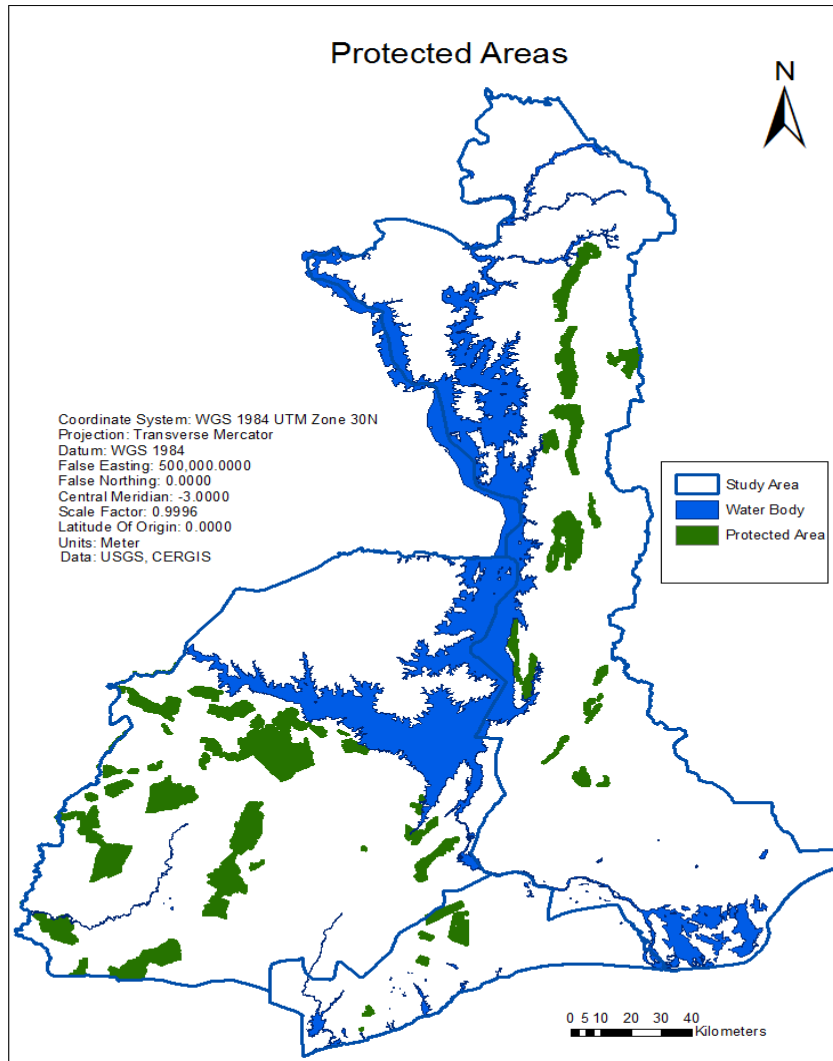 Protected Areas
N
Coordinate System: WGS 1984 UTM Zone 30N
Projection: Transverse Mercator
Datum: WGS 1984
False Easting: 500,000.0000
False Northing: 0.0000
Central Meridian: -3.0000
Scale Factor: 0.9996
Latitude Of Origin: 0.0000
Units: Meter
Data: USGS, CERGIS
Study Area
Water Body
Protected Area
0 5 10 20 30 40
Kilometers